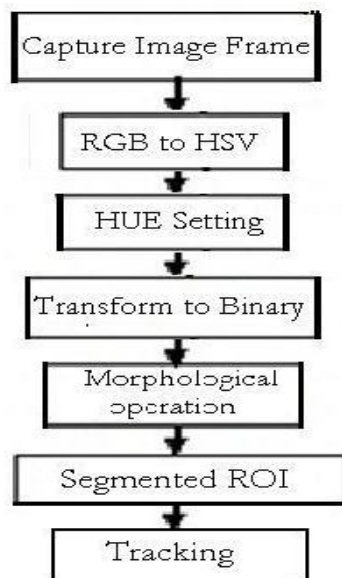 Capture Image Frame
RGB to HSV
HUE Setting
Transform to Binary
Morphological
operation
Segmented ROI
Tracking